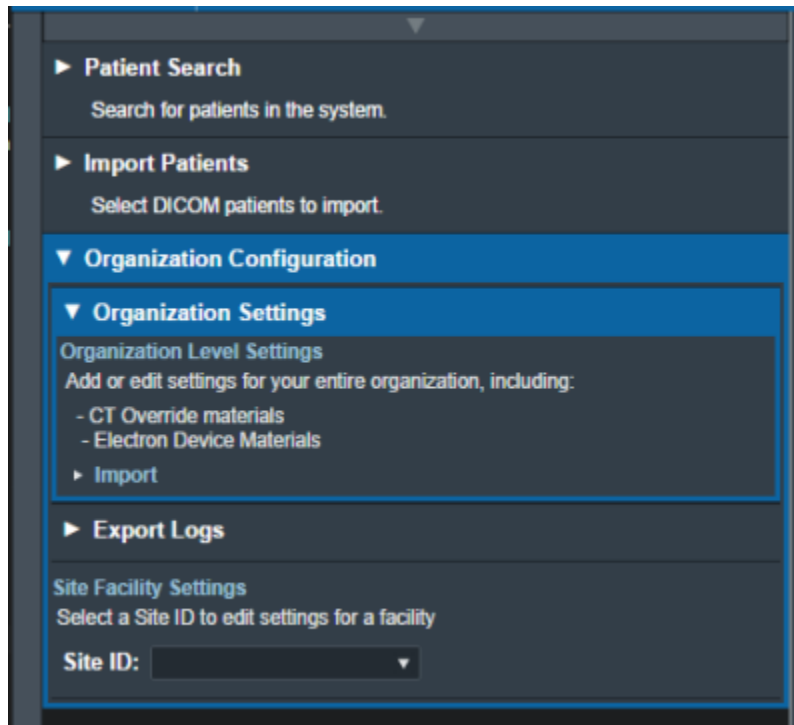 Patient Search
Search for patients in the system.
Import Patients
Select DICOM patients to import.
Organization Configuration
Organization Settings
Organization Level Settings
Add or edit settings for your entire organization, including:
- CT Override materials
- Electron Device Materials
Import
Export Logs
Site Facility Settings
Select a Site ID to edit settings for a facility
Site ID: